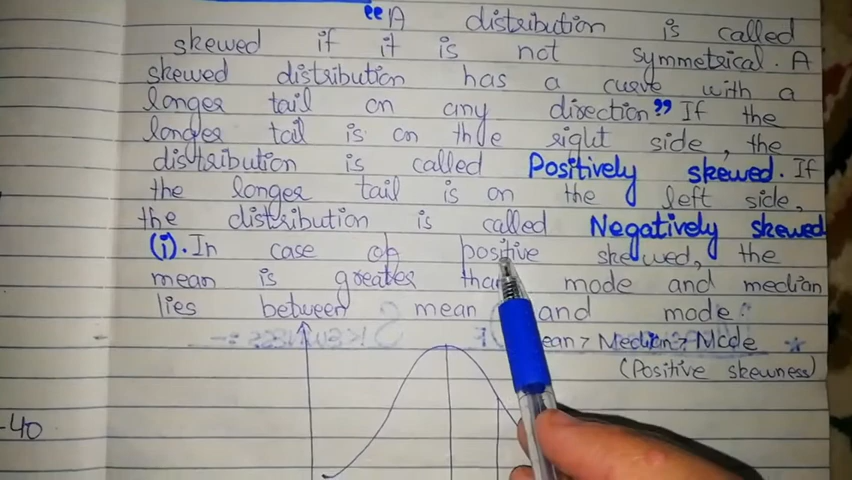 “A distribution is called
skewed if it is not symmetrical. A
skewed distribution has a curve with a
longer tail on any direction” If the
longer tail is on the right side, the
distribution is called Positively skewed. If
the longer tail is on the left side,
the distribution is called Negatively skewed
(i). In case of positive skewed, the
mean is greater than mode and median
lies between mean and mode.
ean > Median > Mode
(Positive skewness)
-40